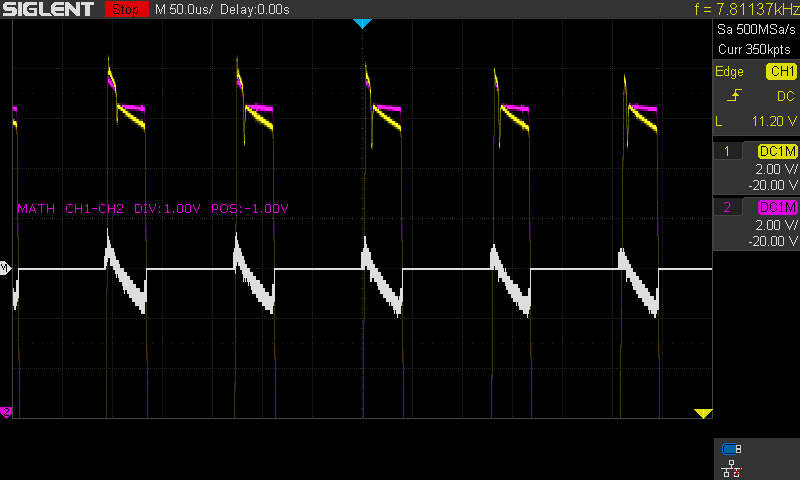 SIGLENT Stop M 50.0us/ Delay:0.00s f = 7.81137kHz
Sa 500MSa/s
Curr 350kpts
Edge CH1
DC
L 11.20 V
1 DC1M
2.00 V/
-20.00 V
2 DC1M
2.00 V/
-20.00 V
MATH CH1-CH2 DIV:1.00V POS:-1.00V
M
2